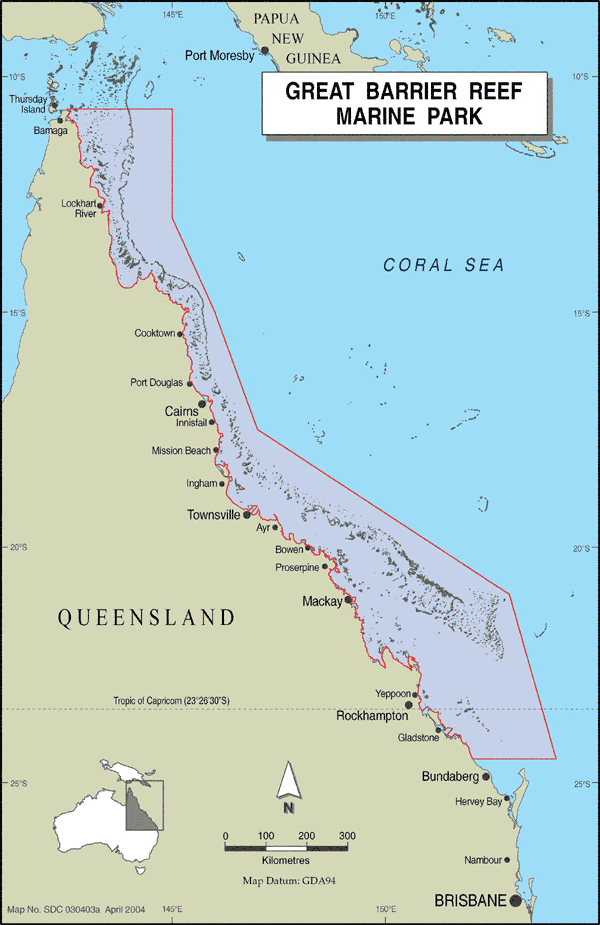 145°E
PAPUA
NEW
GUINEA
150°E
Port Moresby
10°S
10°S
GREAT BARRIER REEF
MARINE PARK
Thursday
Island
Bamaga
Lockhart
River
CORAL SEA
15°S
15°S
Cooktown
Port Douglas
Cairns
Innisfail
Mission Beach
Ingham
Townsville
Ayr
20°S
20°S
Bowen
Proserpine
Mackay
QUEENSLAND
Yeppoon
Tropic of Capricorn (23°26'30"S)
Rockhampton
Gladstone
Bundaberg
25°S
25°S
Hervey Bay
N
0 100 200 300
Kilometres
Map Datum: GDA94
Nambour
BRISBANE
Map No. SDC 030403a April 2004
145°E
150°E